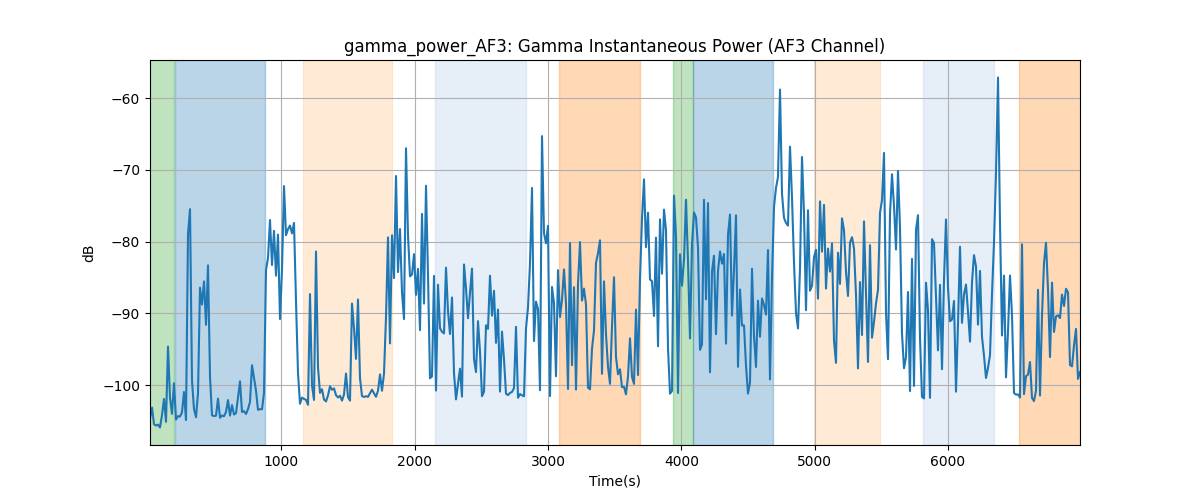 gamma_power_AF3: Gamma Instantaneous Power (AF3 Channel)
−60
−70
−80
−90
−100
dB
1000 2000 3000 4000 5000 6000
Time(s)